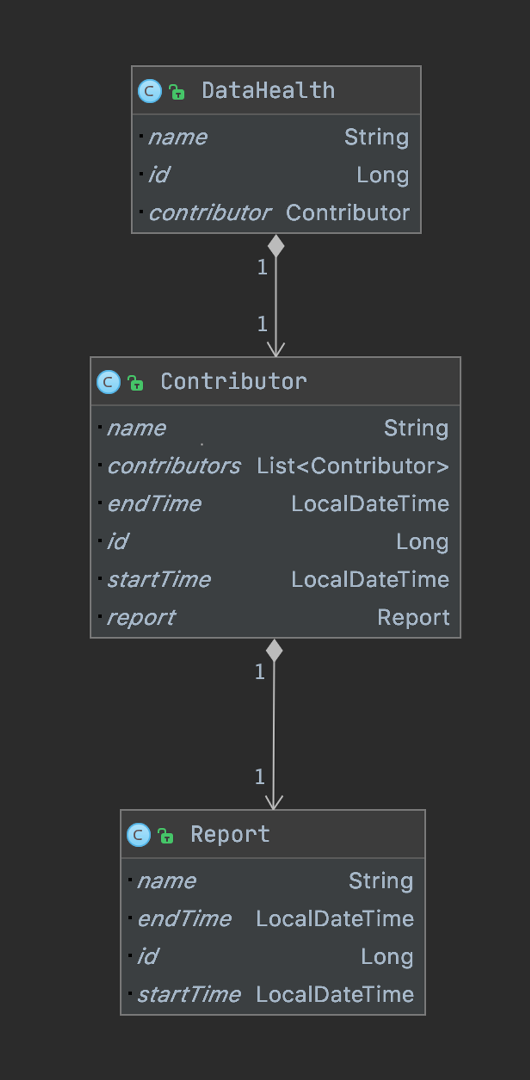 C DataHealth
name String
id Long
contributor Contributor
1
1
C Contributor
name String
contributors List<Contributor>
endTime LocalDateTime
id Long
startTime LocalDateTime
report Report
1
1
C Report
name String
endTime LocalDateTime
id Long
startTime LocalDateTime